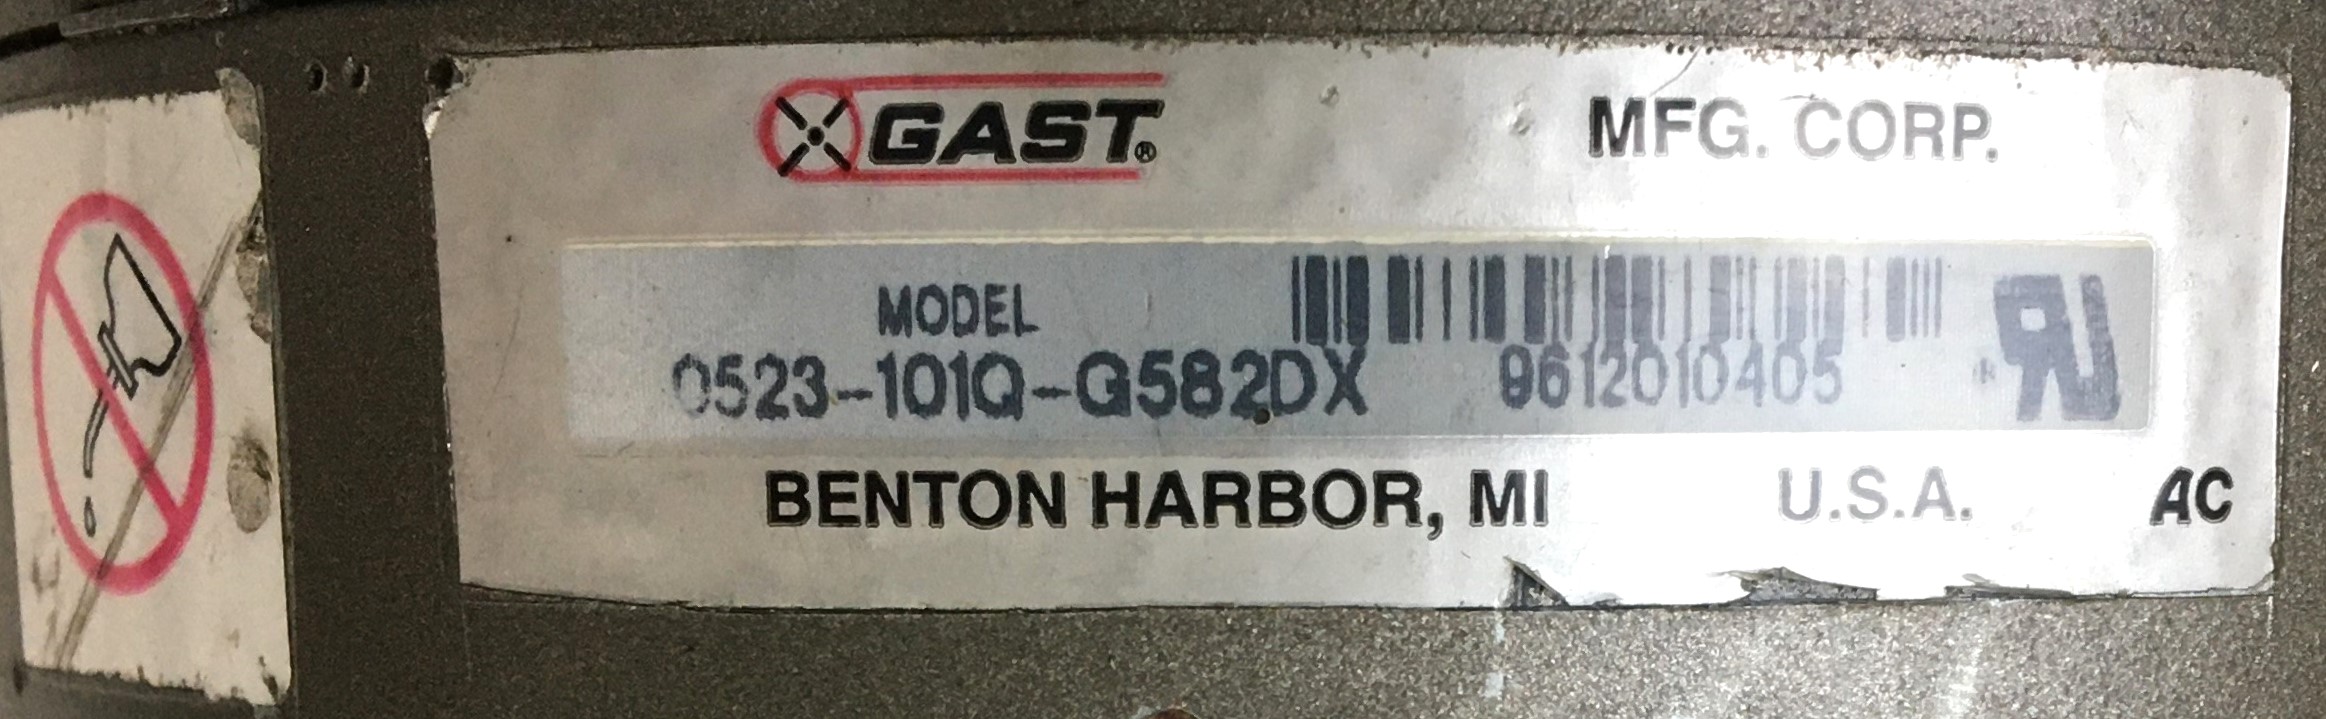 GAST® MFG. CORP.
MODEL
0523-101Q-G582DX 9612010405
BENTON HARBOR, MI U.S.A. AC